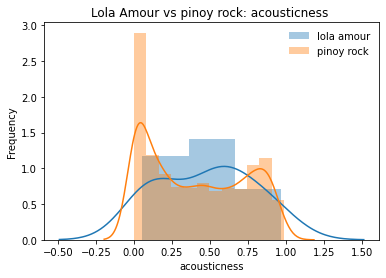 Lola Amour vs pinoy rock: acousticness
lola amour
pinoy rock
Frequency
3.0
2.5
2.0
1.5
1.0
0.5
0.0
−0.50 −0.25 0.00 0.25 0.50 0.75 1.00 1.25 1.50
acousticness